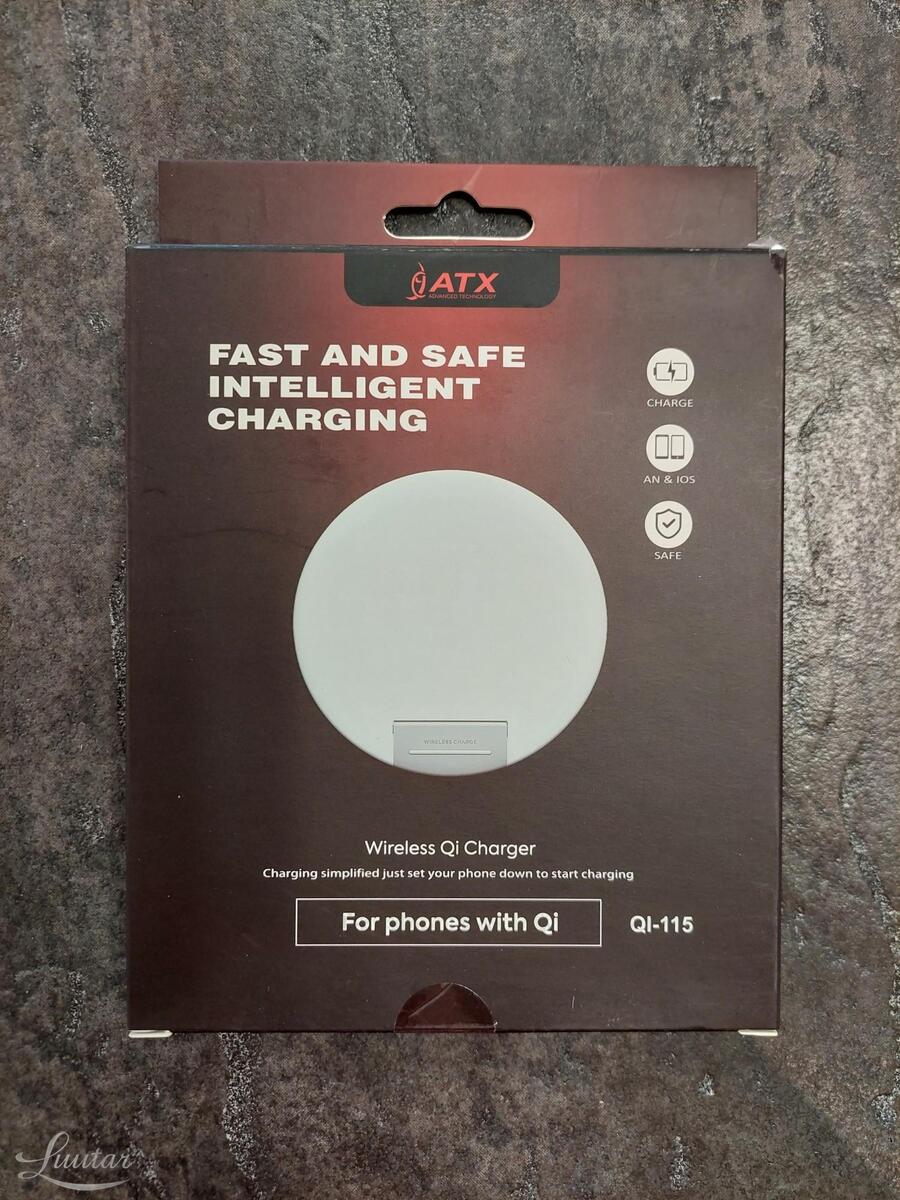 ATX
ADVANCED TECHNOLOGY
FAST AND SAFE
INTELLIGENT
CHARGING
CHARGE
AN & IOS
SAFE
WIRELESS CHARGE
Wireless Qi Charger
Charging simplified just set your phone down to start charging
For phones with Qi
QI-115
Luutar